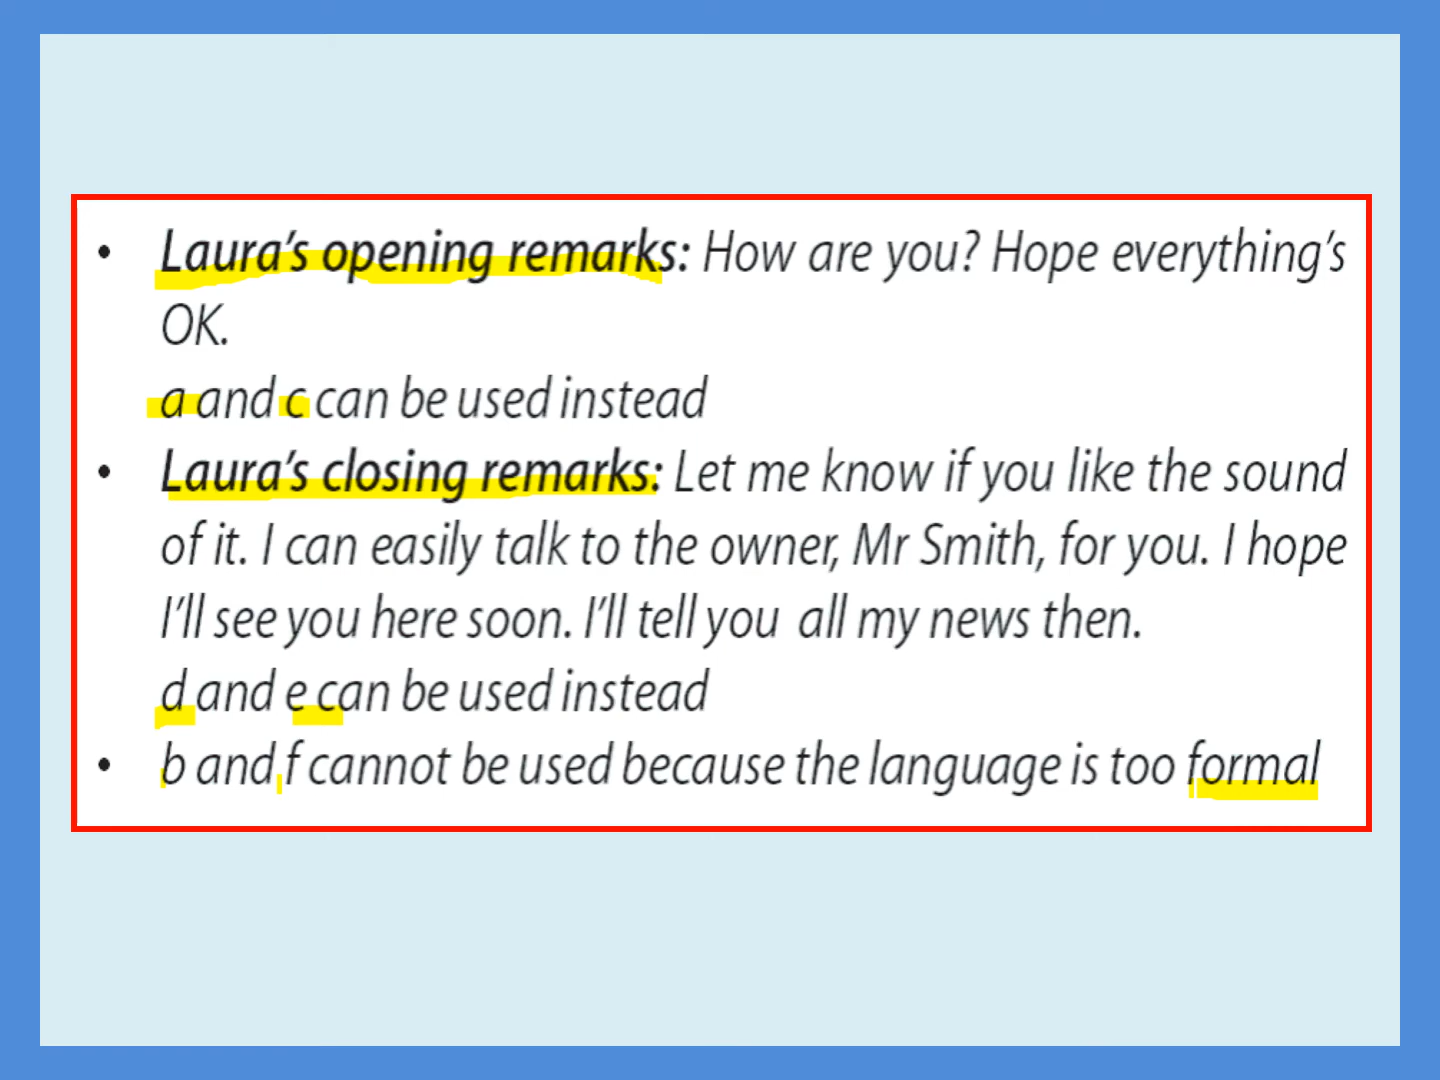 • Laura's opening remarks: How are you? Hope everything's
OK.
a and c can be used instead
• Laura's closing remarks: Let me know if you like the sound
of it. I can easily talk to the owner, Mr Smith, for you. I hope
I'll see you here soon. I'll tell you all my news then.
d and e can be used instead
• b and f cannot be used because the language is too formal